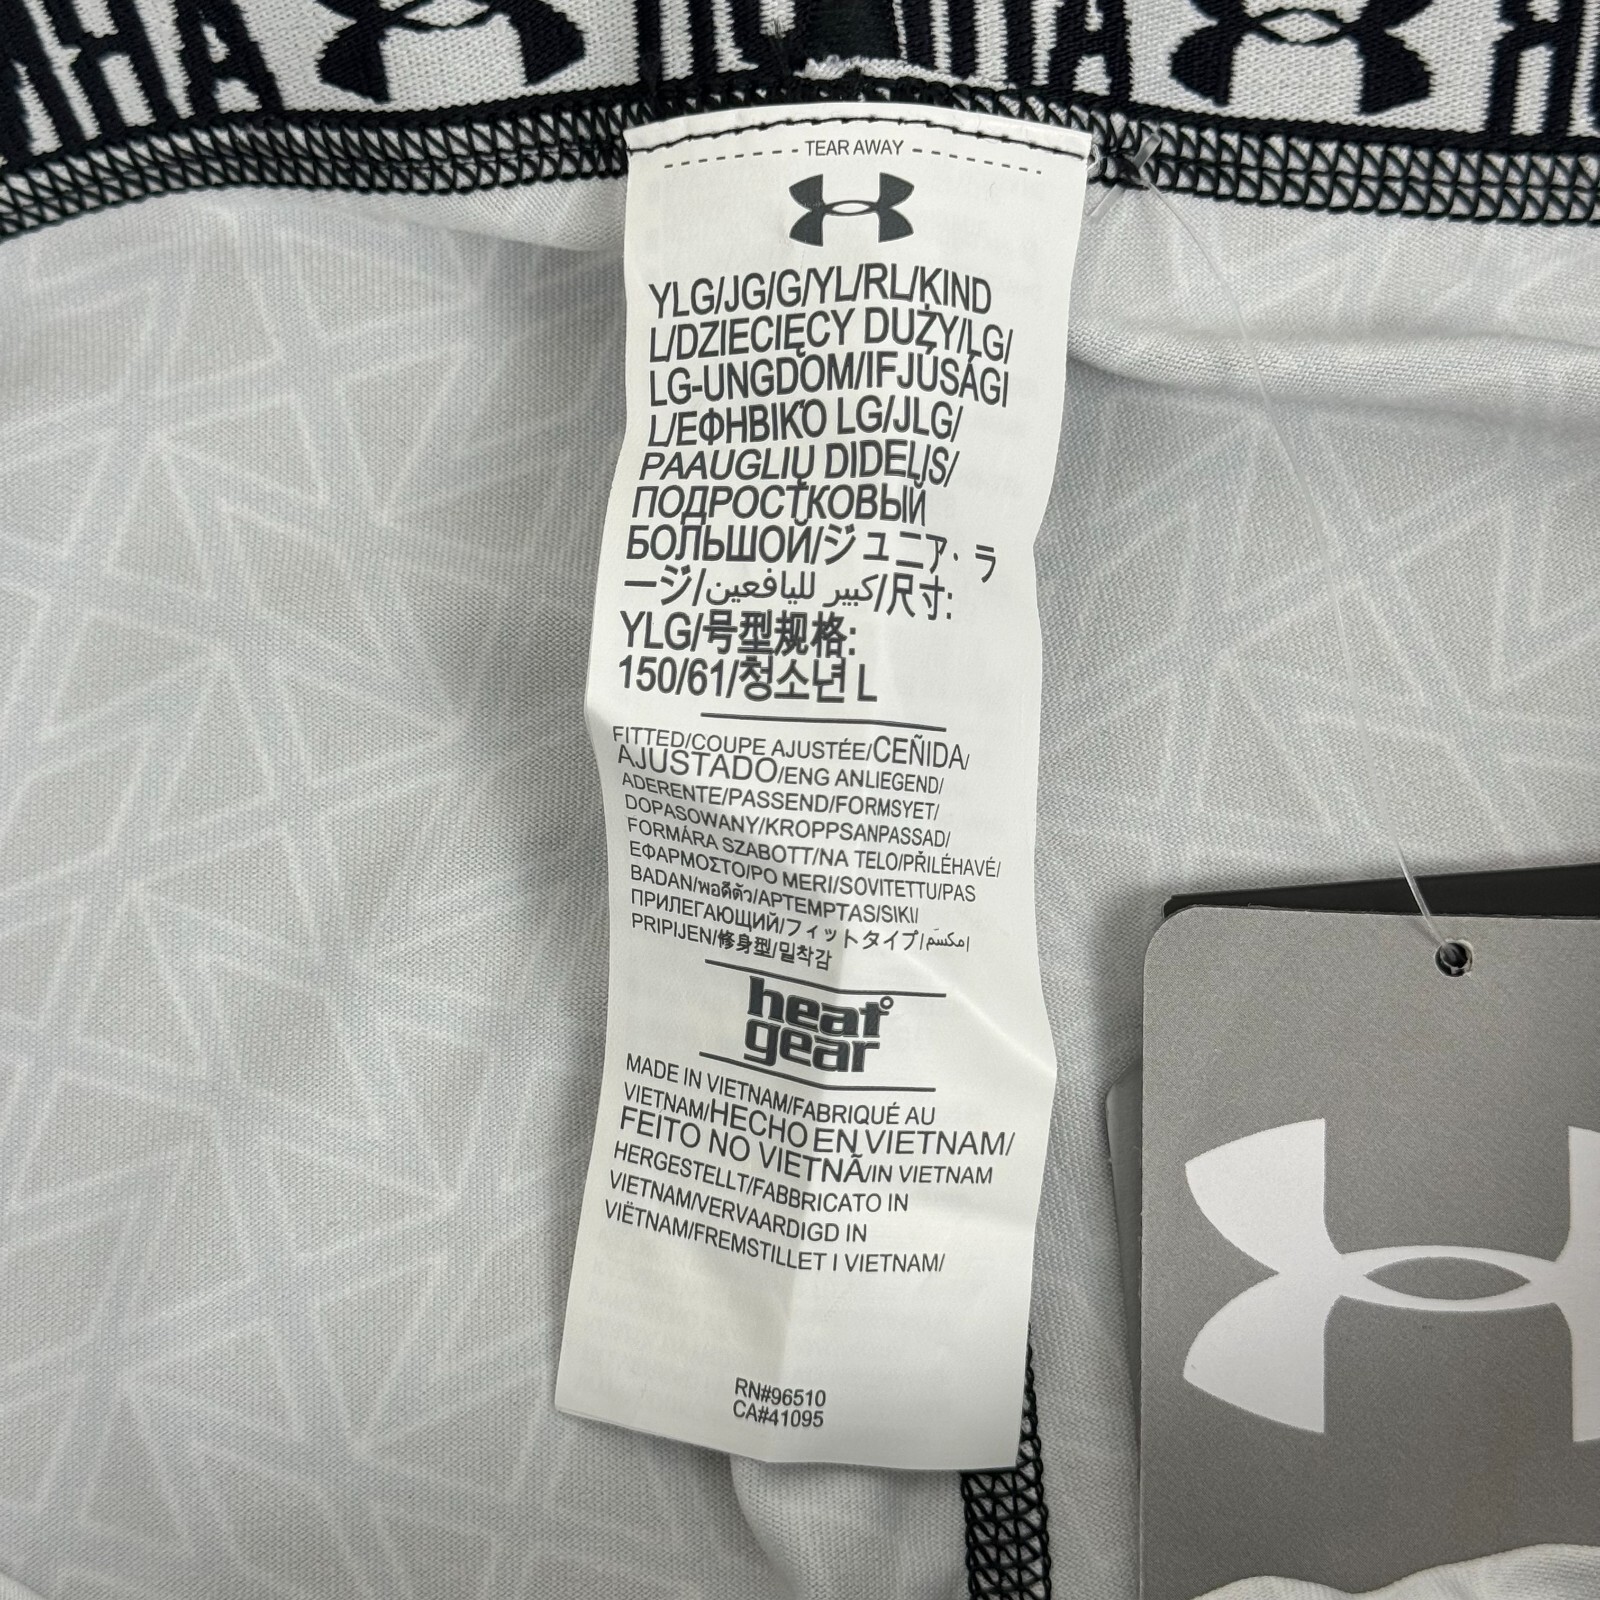 TEAR AWAY
YLG/JG/G/YL/RL/KIND
L/DZIECIĘCY DUŻY/LG/
LG-UNGDOM/IFJÚSÁGI
L/ΕΦΗΒΙΚΌ LG/JLG/
PAAUGLIŲ DIDELIS/
ПОДРОСТКОВЫЙ
БОЛЬШОЙ/ジュニア・ラ
ージ/كبير لليافعين/尺寸:
YLG/号型规格:
150/61/청소년 L
FITTED/COUPE AJUSTÉE/CEÑIDA/
AJUSTADO/ENG ANLIEGEND/
ADERENTE/PASSEND/FORMSYET/
DOPASOWANY/KROPPSANPASSAD/
FORMÁRA SZABOTT/NA TELO/PŘILÉHAVÉ/
ΕΦΑΡΜΟΣΤΟ/PO MERI/SOVITETTU/PAS
BADAN/พอดีตัว/APTEMPTAS/SIKI/
ПРИЛЕГАЮЩИЙ/フィットタイプ/مُكسَّم/
PRIPIJEN/修身型/밀착감
heat
gear
MADE IN VIETNAM/FABRIQUÉ AU
VIETNAM/HECHO EN VIETNAM/
FEITO NO VIETNÃ/IN VIETNAM
HERGESTELLT/FABBRICATO IN
VIETNAM/VERVAARDIGD IN
VIËTNAM/FREMSTILLET I VIETNAM/
RN#96510
CA#41095